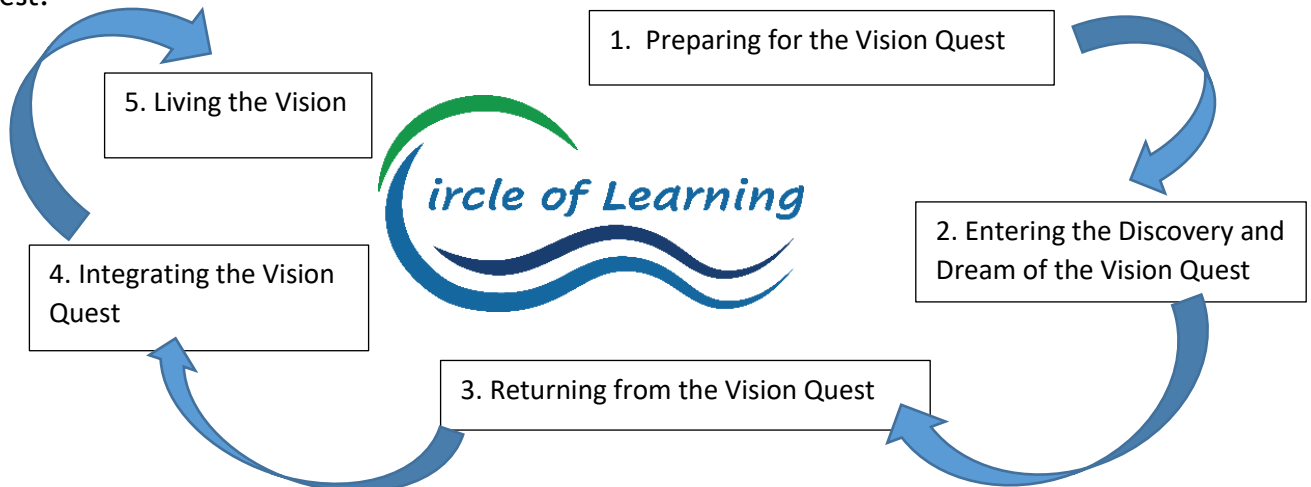 est.
1. Preparing for the Vision Quest
5. Living the Vision
ircle of Learning
2. Entering the Discovery and
Dream of the Vision Quest
4. Integrating the Vision
Quest
3. Returning from the Vision Quest